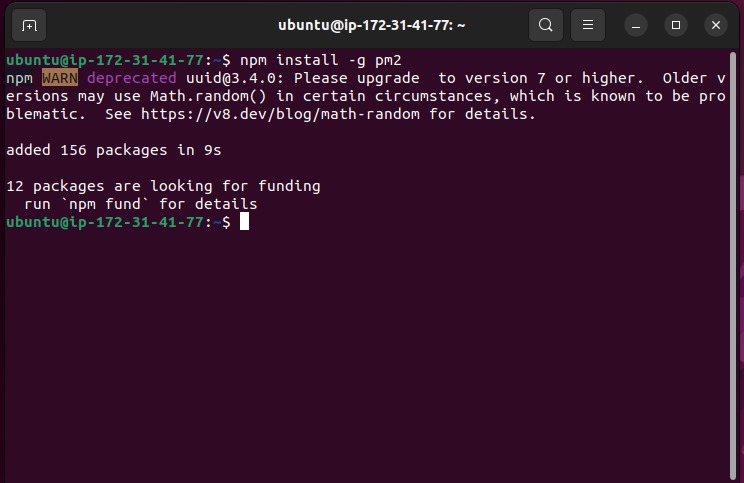 ubuntu@ip-172-31-41-77: ~
ubuntu@ip-172-31-41-77:~$ npm install -g pm2
npm WARN deprecated uuid@3.4.0: Please upgrade  to version 7 or higher.  Older v
ersions may use Math.random() in certain circumstances, which is known to be pro
blematic.  See https://v8.dev/blog/math-random for details.
added 156 packages in 9s
12 packages are looking for funding
  run `npm fund` for details
ubuntu@ip-172-31-41-77:~$